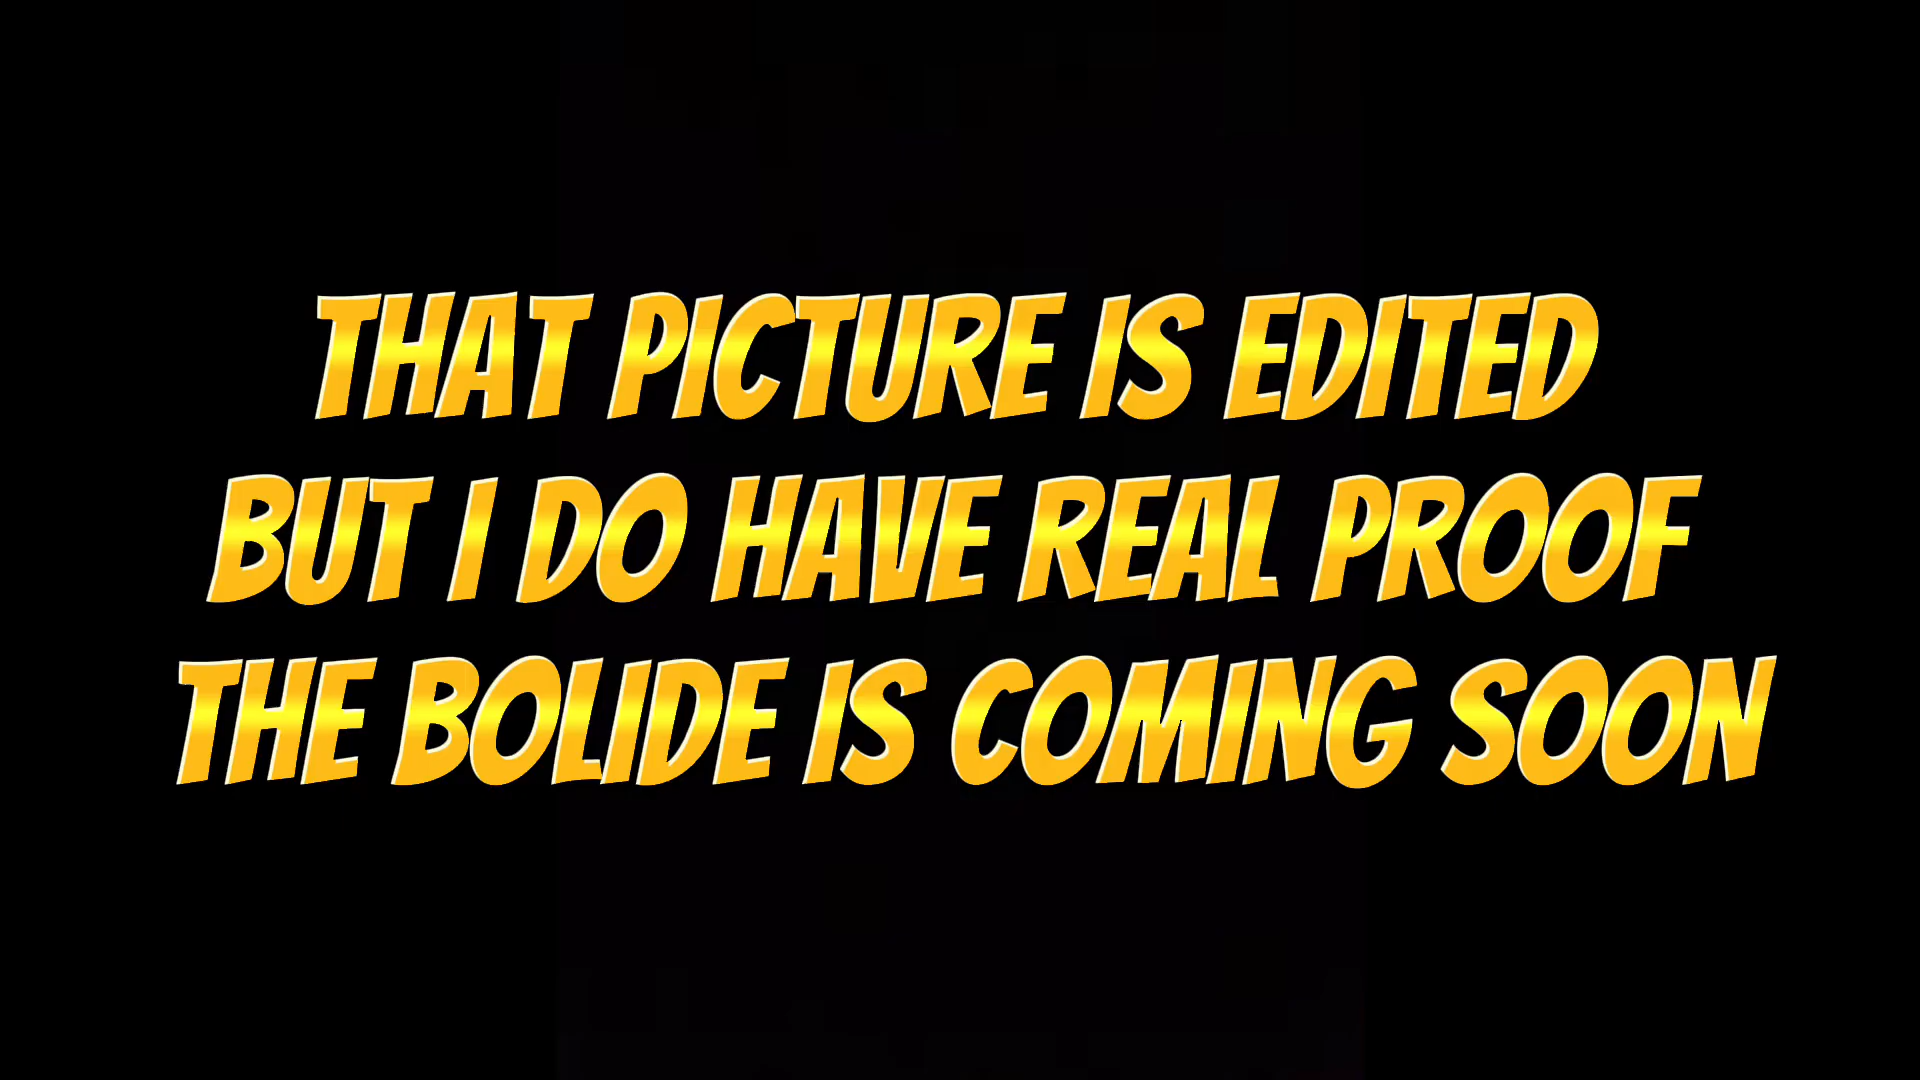 THAT PICTURE IS EDITED
BUT I DO HAVE REAL PROOF
THE BOLIDE IS COMING SOON